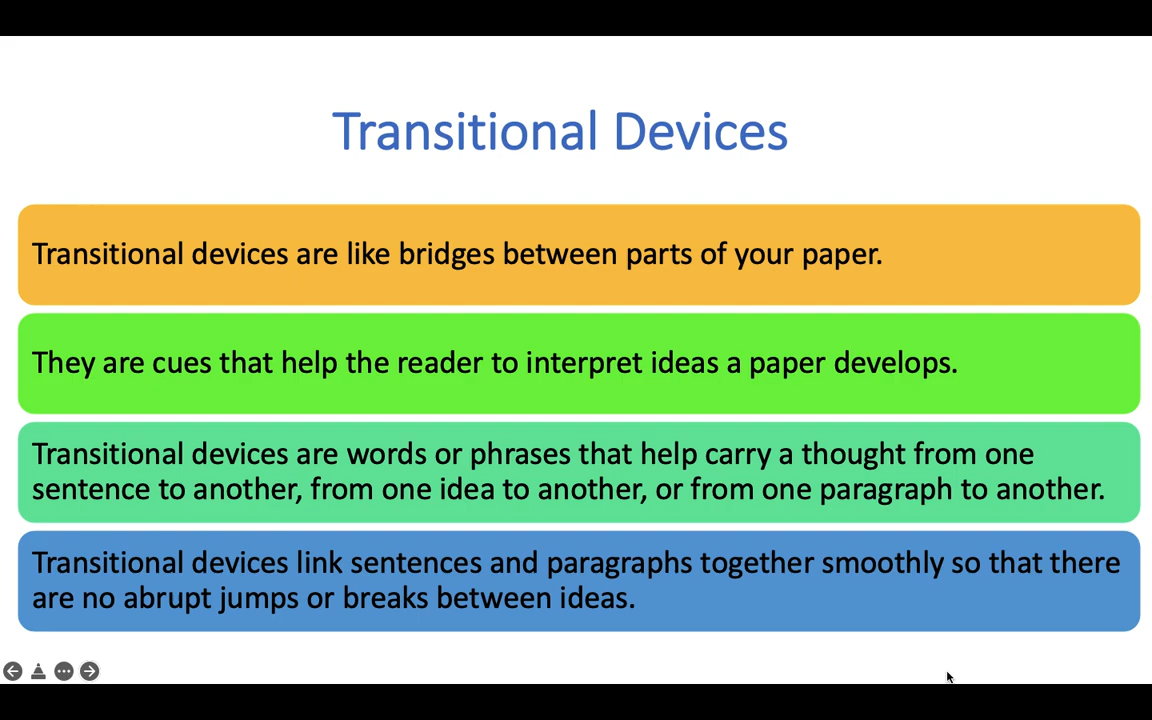 Transitional Devices
Transitional devices are like bridges between parts of your paper.
They are cues that help the reader to interpret ideas a paper develops.
Transitional devices are words or phrases that help carry a thought from one
sentence to another, from one idea to another, or from one paragraph to another.
Transitional devices link sentences and paragraphs together smoothly so that there
are no abrupt jumps or breaks between ideas.